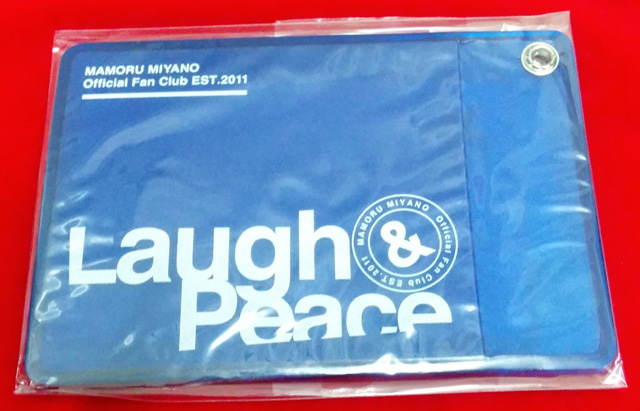 MAMORU MIYANO
Official Fan Club EST.2011
Laugh
&
MAMORU MIYANO Official Fan Club EST.2011
Peace